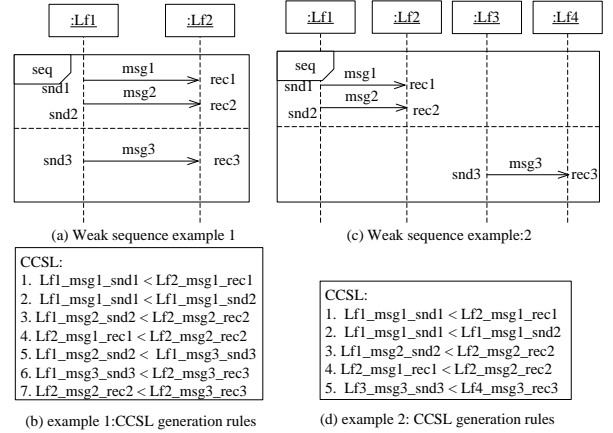 :Lf1
:Lf2
seq
snd1
msg1
rec1
msg2
snd2
rec2
snd3
msg3
rec3
(a) Weak sequence example 1
CCSL:
1. Lf1_msg1_snd1 < Lf2_msg1_rec1
2. Lf1_msg1_snd1 < Lf1_msg1_snd2
3. Lf1_msg2_snd2 < Lf2_msg2_rec2
4. Lf2_msg1_rec1 < Lf2_msg2_rec2
5. Lf1_msg2_snd2 < Lf1_msg3_snd3
6. Lf1_msg3_snd3 < Lf2_msg3_rec3
7. Lf2_msg2_rec2 < Lf2_msg3_rec3
(b) example 1:CCSL generation rules
:Lf1
:Lf2
:Lf3
:Lf4
seq
snd1
msg1
rec1
msg2
snd2
rec2
msg3
snd3
rec3
(c) Weak sequence example:2
CCSL:
1. Lf1_msg1_snd1 < Lf2_msg1_rec1
2. Lf1_msg1_snd1 < Lf1_msg1_snd2
3. Lf1_msg2_snd2 < Lf2_msg2_rec2
4. Lf2_msg1_rec1 < Lf2_msg2_rec2
5. Lf3_msg3_snd3 < Lf4_msg3_rec3
(d) example 2: CCSL generation rules